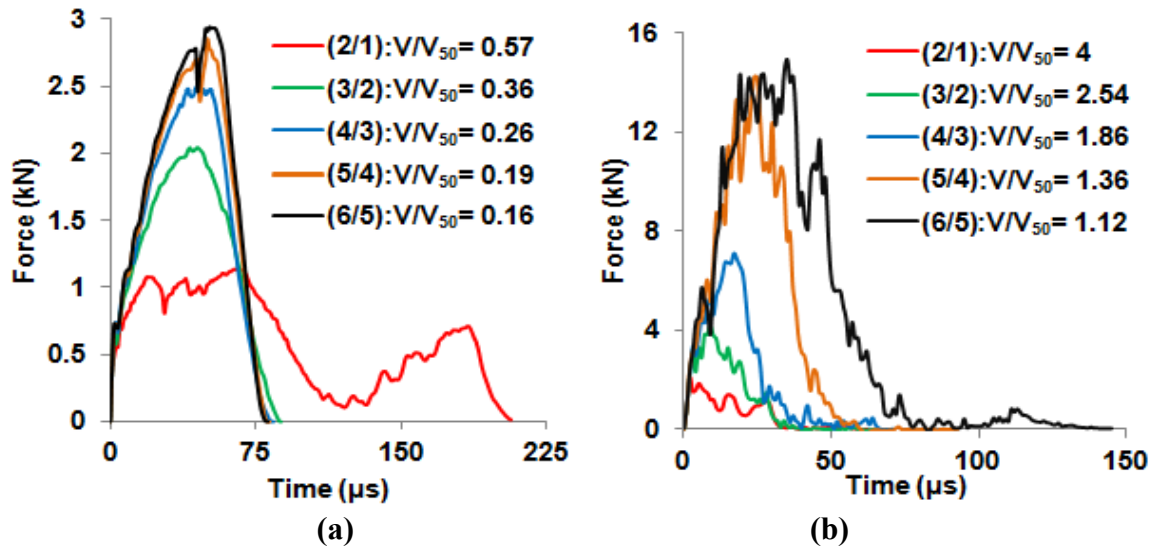 3
2.5
2
1.5
1
0.5
0
Force (kN)
(2/1):V/V₅₀= 0.57
(3/2):V/V₅₀= 0.36
(4/3):V/V₅₀= 0.26
(5/4):V/V₅₀= 0.19
(6/5):V/V₅₀= 0.16
0 75 150 225
Time (µs)
(a)
16
12
8
4
0
Force (kN)
(2/1):V/V₅₀= 4
(3/2):V/V₅₀= 2.54
(4/3):V/V₅₀= 1.86
(5/4):V/V₅₀= 1.36
(6/5):V/V₅₀= 1.12
0 50 100 150
Time (µs)
(b)